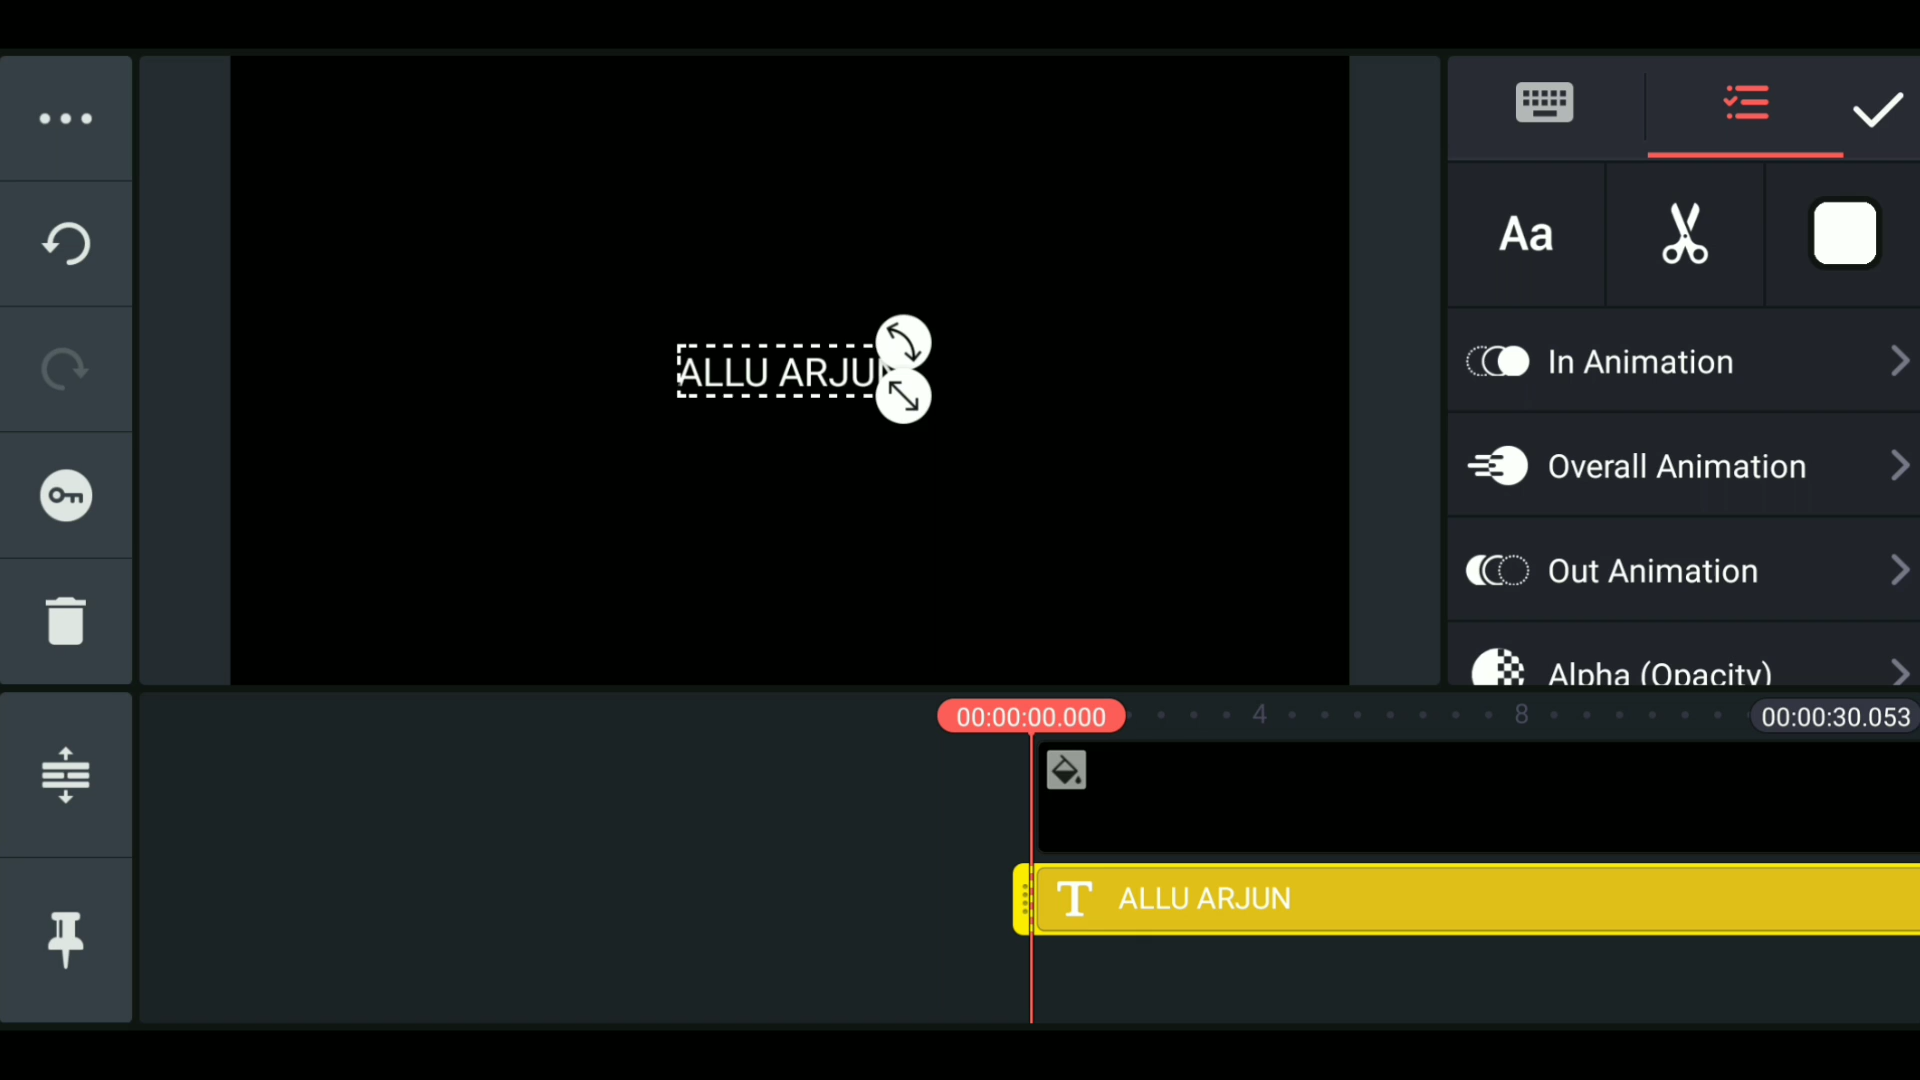 ALLU ARJUN
Aa
In Animation
Overall Animation
Out Animation
Alpha (Opacity)
00:00:00.000
4
8
00:00:30.053
T ALLU ARJUN